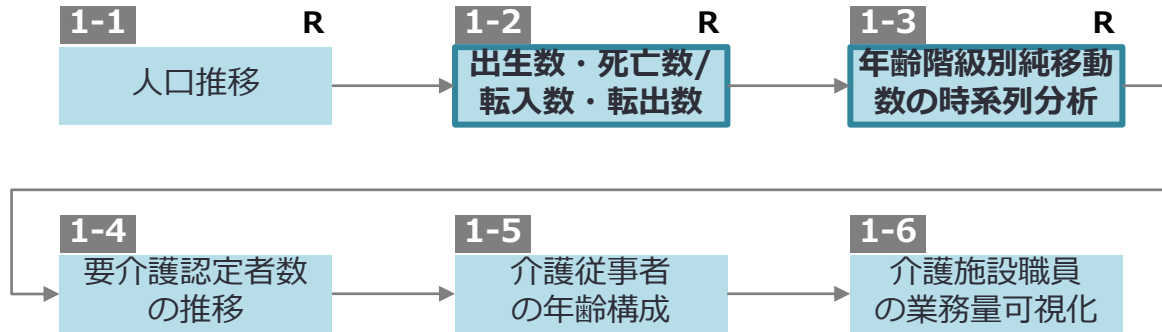 1-1 R
人口推移
1-2 R
出生数・死亡数/
転入数・転出数
1-3 R
年齢階級別純移動
数の時系列分析
1-4
要介護認定者数
の推移
1-5
介護従事者
の年齢構成
1-6
介護施設職員
の業務量可視化